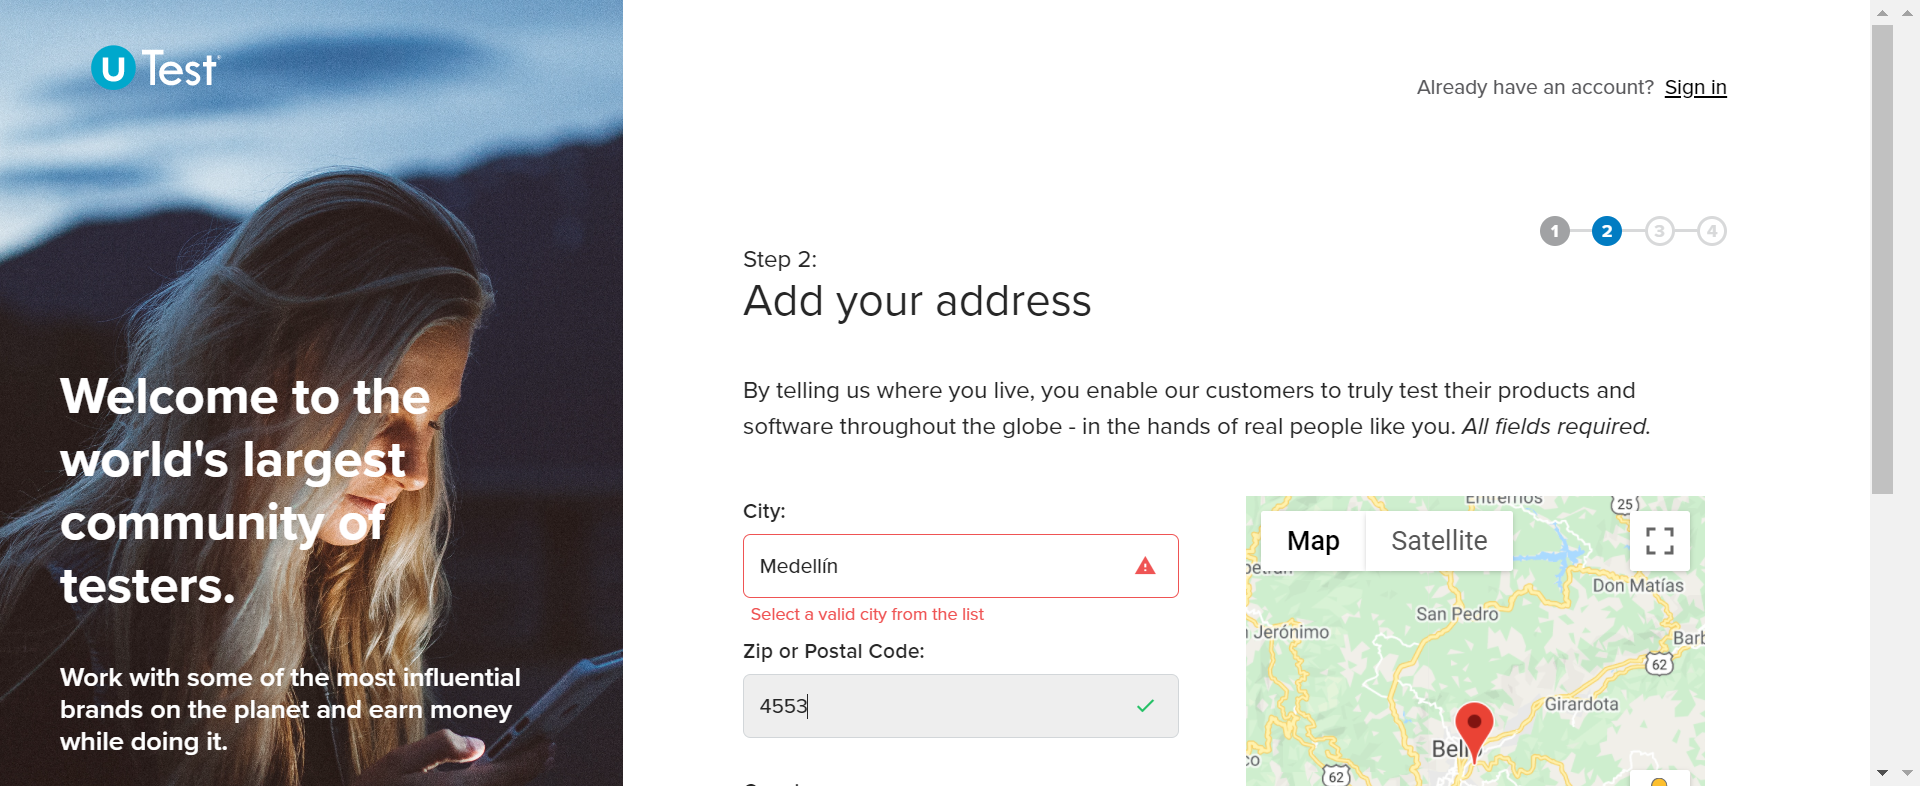 u Test
Already have an account? Sign in
1 2 3 4
Step 2:
Add your address
By telling us where you live, you enable our customers to truly test their products and
software throughout the globe - in the hands of real people like you. All fields required.
Welcome to the
world's largest
community of
testers.
Work with some of the most influential
brands on the planet and earn money
while doing it.
City:
Medellín
Select a valid city from the list
Zip or Postal Code:
4553
Map Satellite
25
Don Matías
San Pedro
Jerónimo
62
Girardota
62